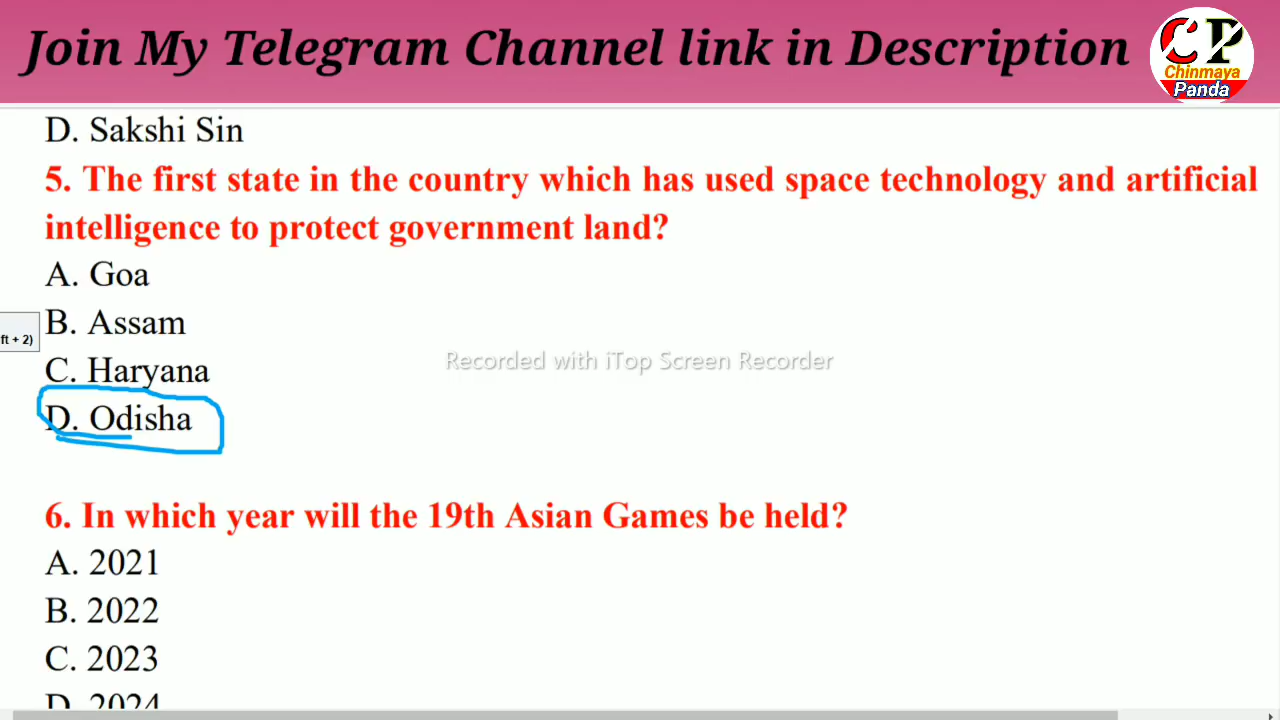 Join My Telegram Channel link in Description
CP
Chinmaya
Panda
D. Sakshi Sin
5. The first state in the country which has used space technology and artificial
intelligence to protect government land?
A. Goa
B. Assam
ft + 2)
Recorded with iTop Screen Recorder
C. Haryana
D. Odisha
6. In which year will the 19th Asian Games be held?
A. 2021
B. 2022
C. 2023
D. 2024